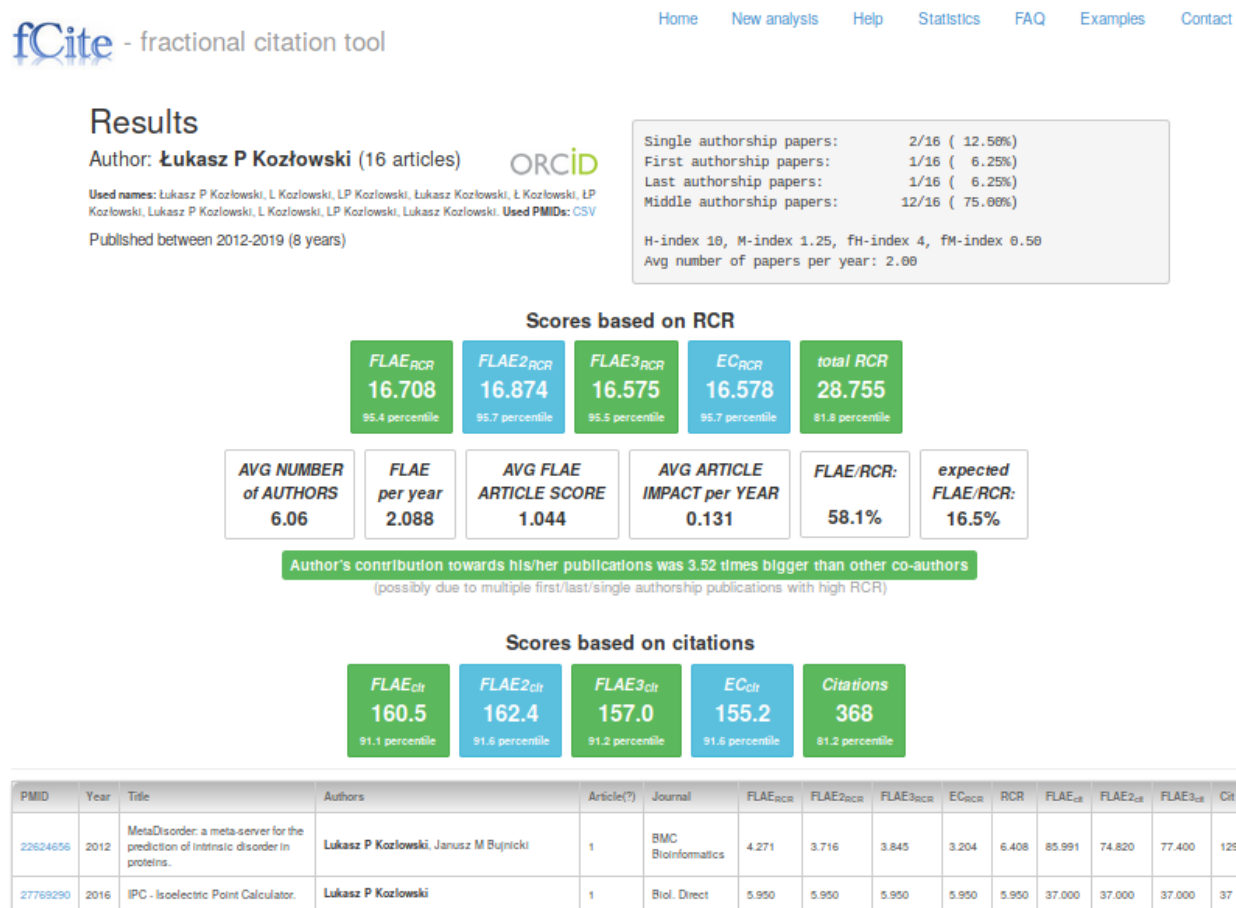 Home New analysis Help Statistics FAQ Examples Contact
fCite - fractional citation tool
Results
Author: Łukasz P Kozłowski (16 articles)
ORCID
Used names: Łukasz P Kozłowski, L Kozlowski, LP Kozlowski, Łukasz Kozłowski, Ł Kozłowski, ŁP
Kozłowski, Lukasz P Kozlowski, L Kozlowski, LP Kozlowski, Lukasz Kozlowski. Used PMIDs: CSV
Published between 2012-2019 (8 years)
Single authorship papers: 2/16 ( 12.50%)
First authorship papers: 1/16 ( 6.25%)
Last authorship papers: 1/16 ( 6.25%)
Middle authorship papers: 12/16 ( 75.00%)
H-index 10, M-index 1.25, fH-index 4, fM-index 0.50
Avg number of papers per year: 2.00
Scores based on RCR
FLAERCR FLAE2RCR FLAE3RCR ECRCR total RCR
16.708 16.874 16.575 16.578 28.755
95.4 percentile 95.7 percentile 95.5 percentile 95.7 percentile 81.8 percentile
AVG NUMBER FLAE AVG FLAE AVG ARTICLE FLAE/RCR: expected
of AUTHORS per year ARTICLE SCORE IMPACT per YEAR FLAE/RCR:
6.06 2.088 1.044 0.131 58.1% 16.5%
Author's contribution towards his/her publications was 3.52 times bigger than other co-authors
(possibly due to multiple first/last/single authorship publications with high RCR)
Scores based on citations
FLAEcit FLAE2cit FLAE3cit ECcit Citations
160.5 162.4 157.0 155.2 368
91.1 percentile 91.6 percentile 91.2 percentile 91.6 percentile 81.2 percentile
PMID Year Title Authors Article(?) Journal FLAERCR FLAE2RCR FLAE3RCR ECRCR RCR FLAEcit FLAE2cit FLAE3cit Cit
22624656 2012 MetaDisorder: a meta-server for the
prediction of intrinsic disorder in
proteins. Lukasz P Kozlowski, Janusz M Bujnicki 1 BMC
Bioinformatics 4.271 3.716 3.845 3.204 6.408 85.991 74.820 77.400 129
27769290 2016 IPC - Isoelectric Point Calculator. Lukasz P Kozlowski 1 Biol. Direct 5.950 5.950 5.950 5.950 5.950 37.000 37.000 37.000 37